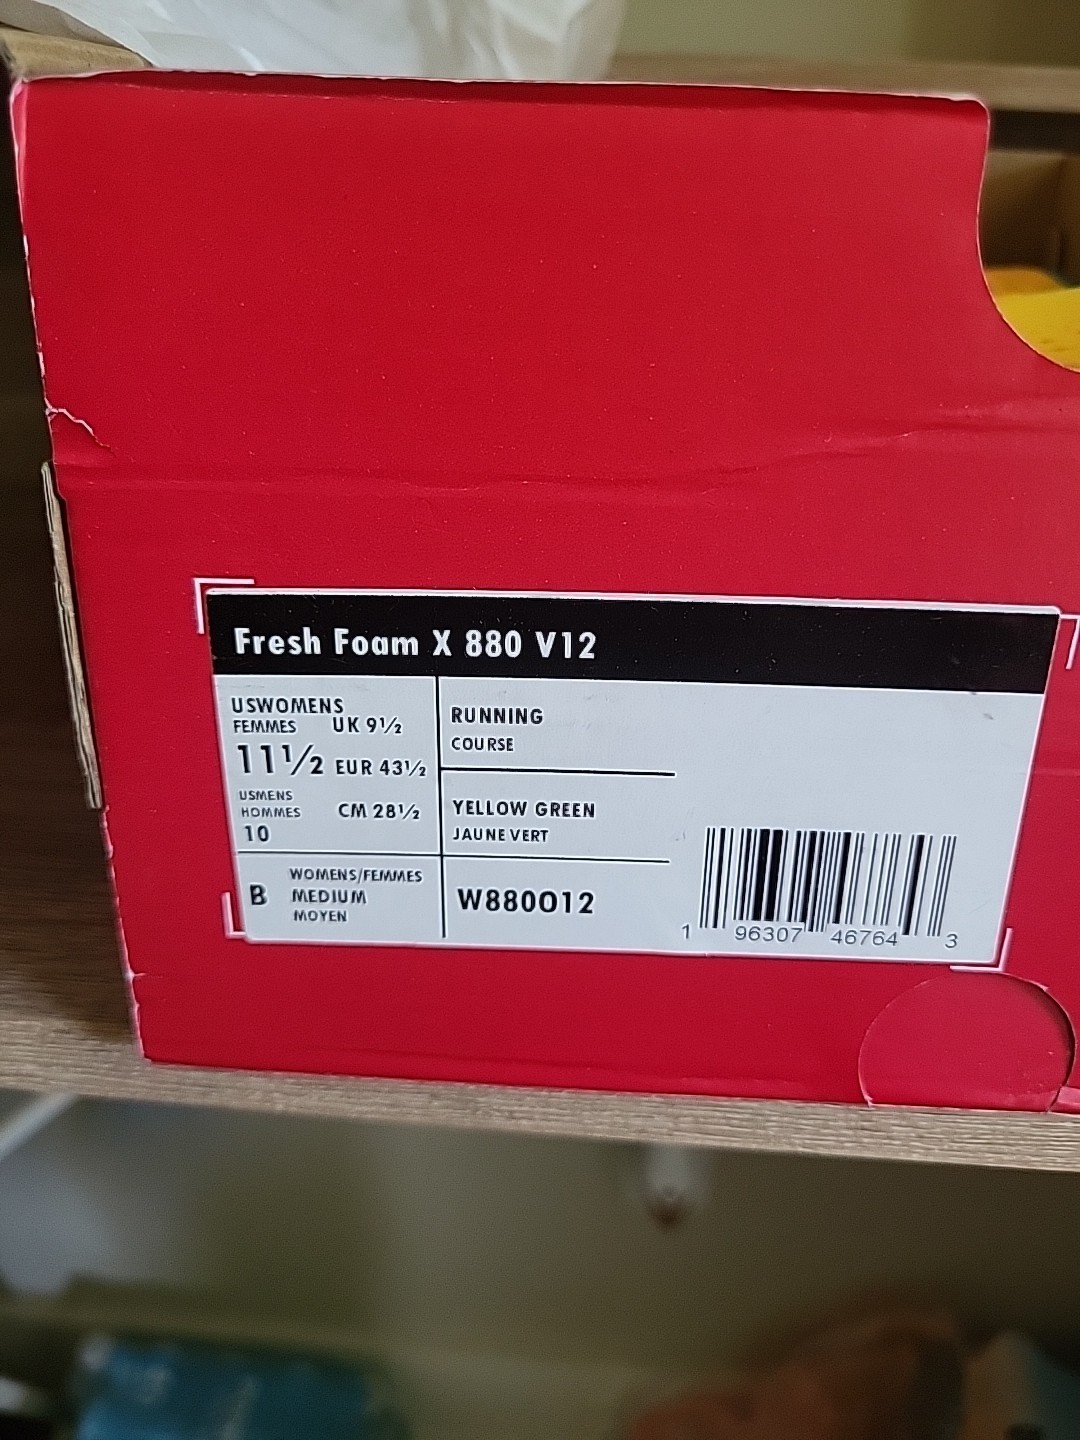 Fresh Foam X 880 V12
USWOMENS
FEMMES UK 9½
11½ EUR 43½
USMENS
HOMMES CM 28½
10
WOMENS/FEMMES
B MEDIUM
MOYEN
RUNNING
COURSE
YELLOW GREEN
JAUNE VERT
W880O12
1 96307 46764 3